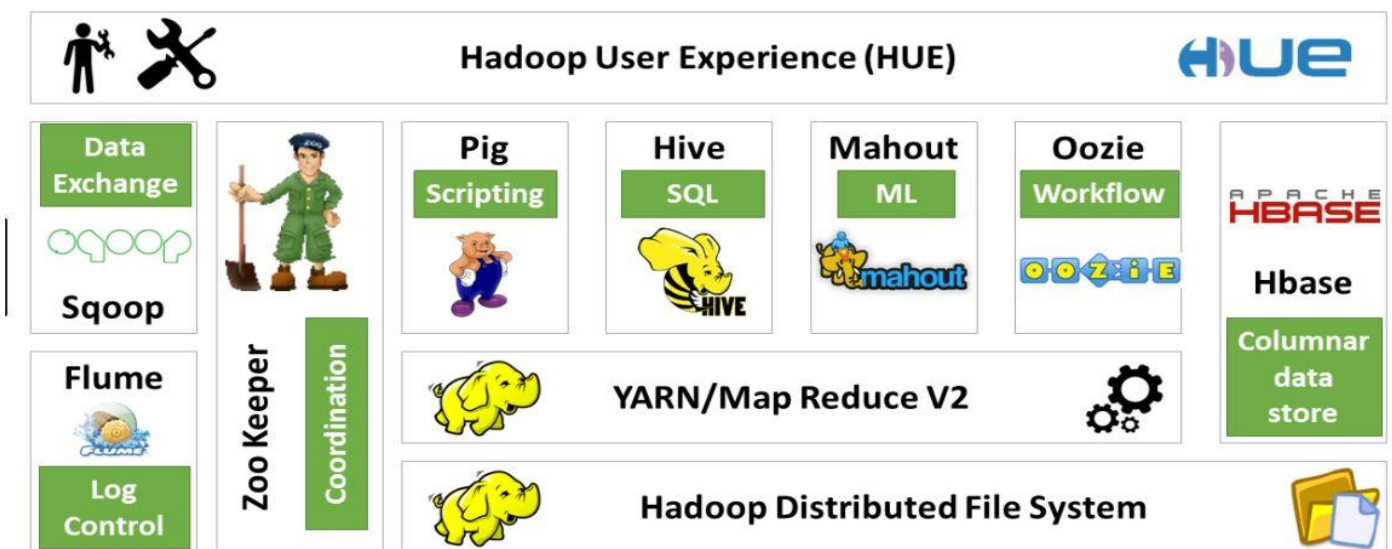 Hadoop User Experience (HUE)
HUE
Data
Exchange
sqoop
Sqoop
Flume
FLUME
Log
Control
ZOO
Zoo Keeper
Coordination
Pig
Scripting
Hive
SQL
HIVE
Mahout
ML
mahout
Oozie
Workflow
OOZiE
APACHE
HBASE
Hbase
Columnar
data
store
YARN/Map Reduce V2
Hadoop Distributed File System